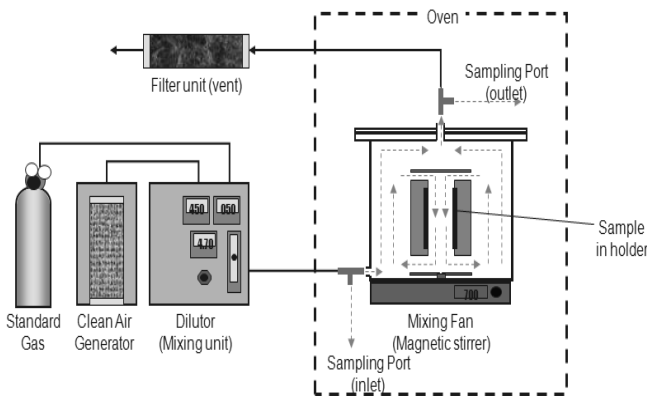 Oven
Filter unit (vent)
Sampling Port
(outlet)
450
050
4.70
Sample
in holder
700
Standard
Gas
Clean Air
Generator
Dilutor
(Mixing unit)
Mixing Fan
(Magnetic stirrer)
Sampling Port
(inlet)